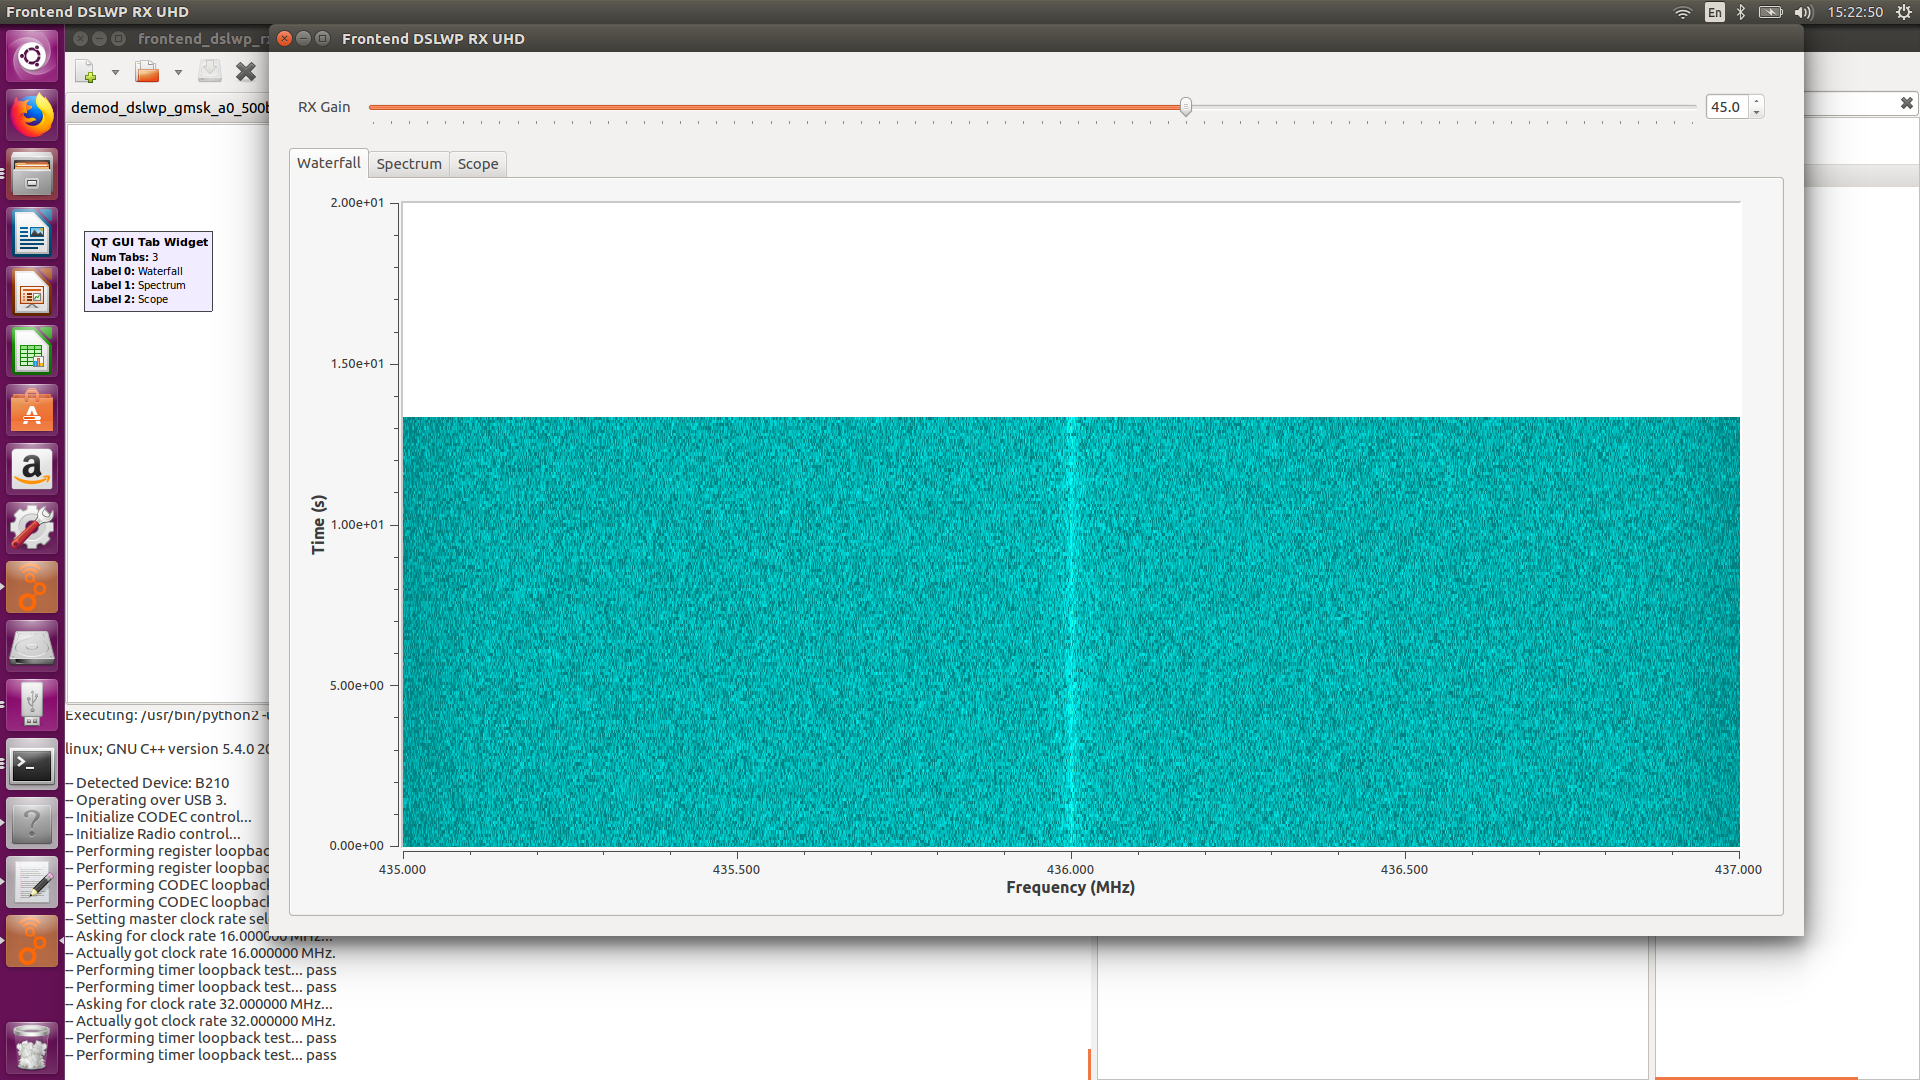 Frontend DSLWP RX UHD
En
15:22:50
frontend_dslwp_rx
Frontend DSLWP RX UHD
demod_dslwp_gmsk_a0_500b
RX Gain
45.0
Waterfall
Spectrum
Scope
QT GUI Tab Widget
Num Tabs: 3
Label 0: Waterfall
Label 1: Spectrum
Label 2: Scope
2.00e+01
1.50e+01
1.00e+01
5.00e+00
0.00e+00
Time (s)
435.000
435.500
436.000
436.500
437.000
Frequency (MHz)
Executing: /usr/bin/python2 -u
linux; GNU C++ version 5.4.0 20
-- Detected Device: B210
-- Operating over USB 3.
-- Initialize CODEC control...
-- Initialize Radio control...
-- Performing register loopbac
-- Performing register loopbac
-- Performing CODEC loopback
-- Performing CODEC loopback
-- Setting master clock rate sel
-- Asking for clock rate 16.000000 MHz...
-- Actually got clock rate 16.000000 MHz.
-- Performing timer loopback test... pass
-- Performing timer loopback test... pass
-- Asking for clock rate 32.000000 MHz...
-- Actually got clock rate 32.000000 MHz.
-- Performing timer loopback test... pass
-- Performing timer loopback test... pass